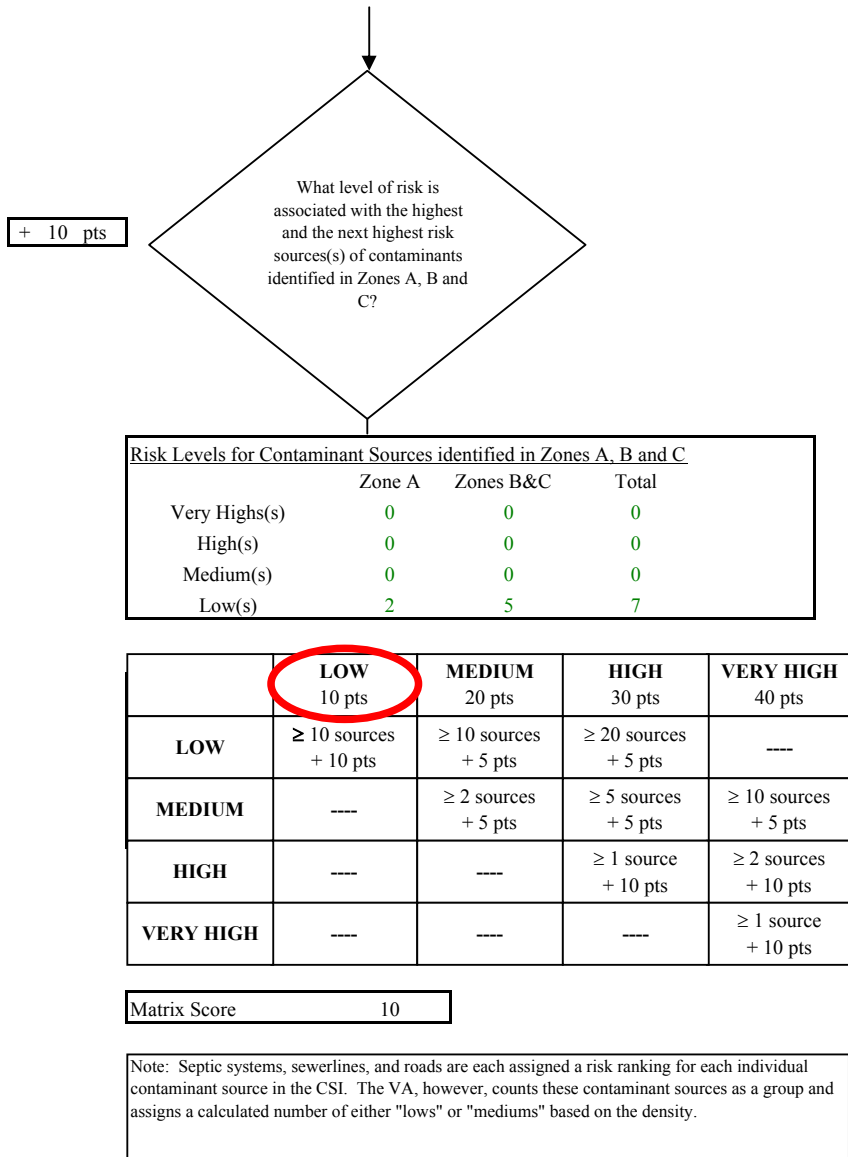 What level of risk is
associated with the highest
and the next highest risk
sources(s) of contaminants
identified in Zones A, B and
C?
+ 10 pts
Risk Levels for Contaminant Sources identified in Zones A, B and C
Zone A Zones B&C Total
Very Highs(s) 0 0 0
High(s) 0 0 0
Medium(s) 0 0 0
Low(s) 2 5 7
LOW MEDIUM HIGH VERY HIGH
10 pts 20 pts 30 pts 40 pts
LOW ≥ 10 sources ≥ 10 sources ≥ 20 sources ----
+ 10 pts + 5 pts + 5 pts
MEDIUM ---- ≥ 2 sources ≥ 5 sources ≥ 10 sources
+ 5 pts + 5 pts + 5 pts
HIGH ---- ---- ≥ 1 source ≥ 2 sources
+ 10 pts + 10 pts
VERY HIGH ---- ---- ---- ≥ 1 source
+ 10 pts
Matrix Score 10
Note: Septic systems, sewerlines, and roads are each assigned a risk ranking for each individual
contaminant source in the CSI. The VA, however, counts these contaminant sources as a group and
assigns a calculated number of either "lows" or "mediums" based on the density.